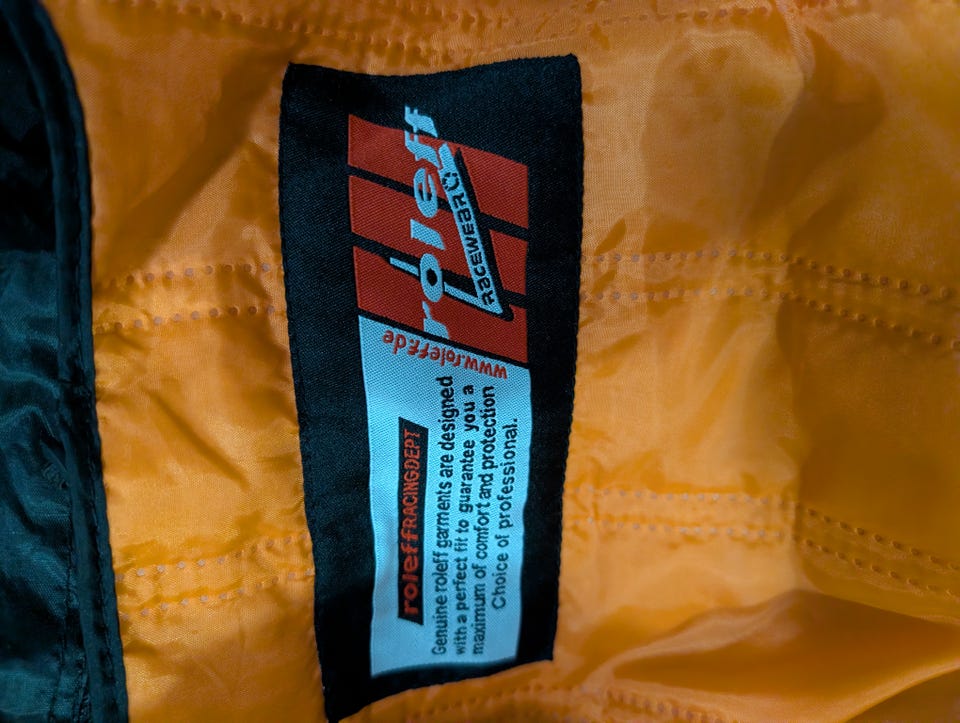 roleff
RACEWEAR
www.roleff.de
roleffRACINGDEPT
Genuine roleff garments are designed
with a perfect fit to guarantee you a
maximum of comfort and protection
Choice of professional.